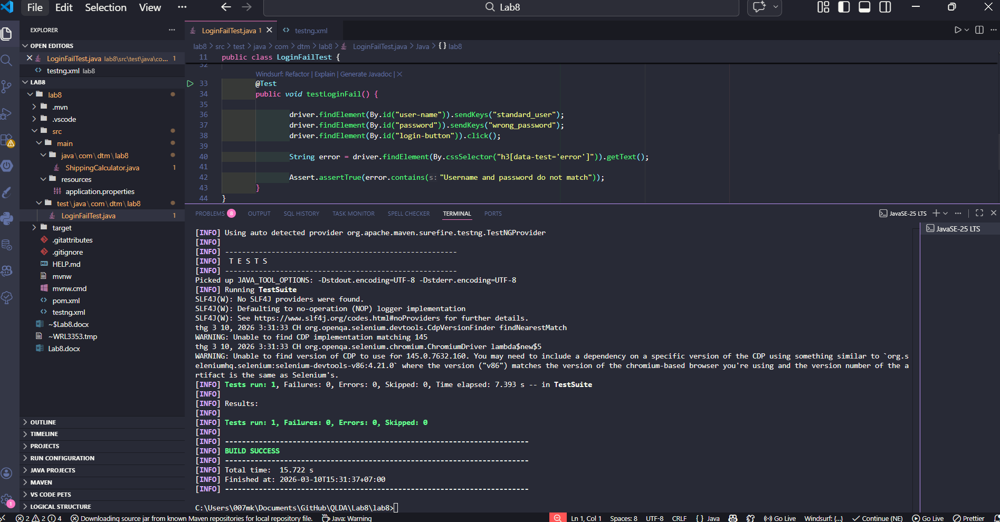 File Edit Selection View ··· Lab8
EXPLORER ···
OPEN EDITORS
LoginFailTest.java lab8\src\test\java\co... 1
testng.xml lab8
LAB8
lab8
.mvn
.vscode
src
main
java\com\dtm\lab8
ShippingCalculator.java 1
resources
application.properties
test\java\com\dtm\lab8
LoginFailTest.java 1
target
.gitattributes
.gitignore
HELP.md
mvnw
mvnw.cmd
pom.xml
testng.xml
~$Lab8.docx
~WRL3353.tmp
Lab8.docx
OUTLINE
TIMELINE
PROJECTS
RUN CONFIGURATION
JAVA PROJECTS
MAVEN
VS CODE PETS
LOGICAL STRUCTURE
LoginFailTest.java 1 testng.xml
lab8 > src > test > java > com > dtm > lab8 > LoginFailTest.java > Java > {} lab8
11 public class LoginFailTest {
32
Windsurf: Refactor | Explain | Generate Javadoc | X
33 @Test
34 public void testLoginFail() {
35
36 driver.findElement(By.id("user-name")).sendKeys("standard_user");
37 driver.findElement(By.id("password")).sendKeys("wrong_password");
38 driver.findElement(By.id("login-button")).click();
39
40 String error = driver.findElement(By.cssSelector("h3[data-test='error']")).getText();
41
42 Assert.assertTrue(error.contains(s: "Username and password do not match"));
43 }
44 }
PROBLEMS 8 OUTPUT SQL HISTORY TASK MONITOR SPELL CHECKER TERMINAL PORTS JavaSE-25 LTS
JavaSE-25 LTS
[INFO] Using auto detected provider org.apache.maven.surefire.testng.TestNGProvider
[INFO]
[INFO] -------------------------------------------------------
[INFO]  T E S T S
[INFO] -------------------------------------------------------
Picked up JAVA_TOOL_OPTIONS: -Dstdout.encoding=UTF-8 -Dstderr.encoding=UTF-8
[INFO] Running TestSuite
SLF4J(W): No SLF4J providers were found.
SLF4J(W): Defaulting to no-operation (NOP) logger implementation
SLF4J(W): See https://www.slf4j.org/codes.html#noProviders for further details.
thg 3 10, 2026 3:31:33 CH org.openqa.selenium.devtools.CdpVersionFinder findNearestMatch
WARNING: Unable to find CDP implementation matching 145
thg 3 10, 2026 3:31:33 CH org.openqa.selenium.chromium.ChromiumDriver lambda$new$5
WARNING: Unable to find version of CDP to use for 145.0.7632.160. You may need to include a dependency on a specific version of the CDP using something similar to `org.s
eleniumhq.selenium:selenium-devtools-v86:4.21.0` where the version ("v86") matches the version of the chromium-based browser you're using and the version number of the a
rtifact is the same as Selenium's.
[INFO] Tests run: 1, Failures: 0, Errors: 0, Skipped: 0, Time elapsed: 7.393 s -- in TestSuite
[INFO]
[INFO] Results:
[INFO]
[INFO] Tests run: 1, Failures: 0, Errors: 0, Skipped: 0
[INFO]
[INFO] ------------------------------------------------------------------------
[INFO] BUILD SUCCESS
[INFO] ------------------------------------------------------------------------
[INFO] Total time:  15.722 s
[INFO] Finished at: 2026-03-10T15:31:37+07:00
[INFO] ------------------------------------------------------------------------
C:\Users\007mk\Documents\GitHub\QLDA\Lab8\lab8>
1
2 2 4 Downloading source jar from known Maven repositories for local repository file. Java: Warning Ln 1, Col 1 Spaces: 8 UTF-8 CRLF {} Java Go Live Windsurf: {...} Continue (NE) Go Live Prettier